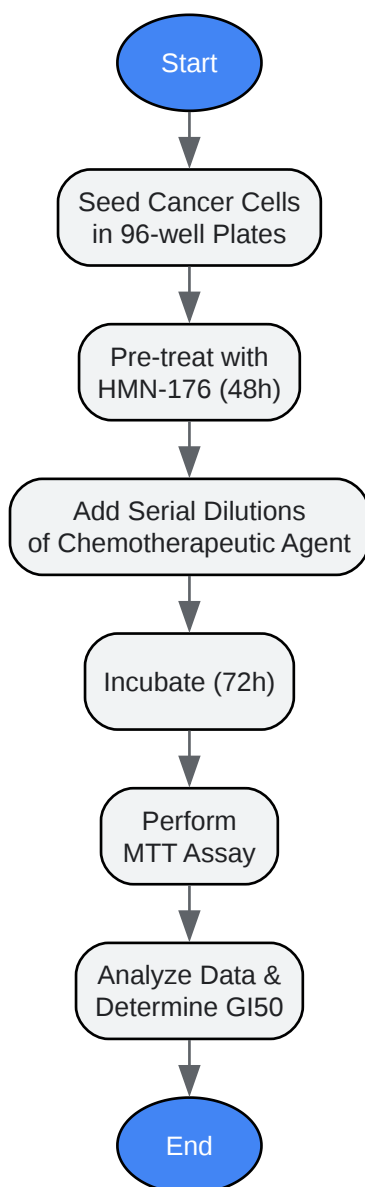 Start
Seed Cancer Cells
in 96-well Plates
Pre-treat with
HMN-176 (48h)
Add Serial Dilutions
of Chemotherapeutic Agent
Incubate (72h)
Perform
MTT Assay
Analyze Data &
Determine GI50
End